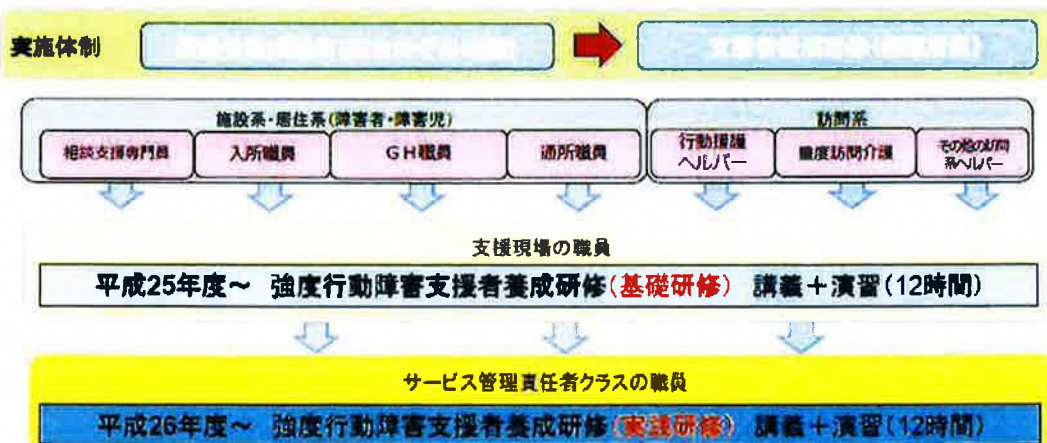 実施体制
施設系・居住系(障害者・障害児)
訪問系
相談支援専門員
入所職員
GH職員
通所職員
行動援護
ヘルパー
重度訪問介護
その他の訪問
系ヘルパー
支援現場の職員
平成25年度～ 強度行動障害支援者養成研修(基礎研修) 講義＋演習(12時間)
サービス管理責任者クラスの職員
平成26年度～ 強度行動障害支援者養成研修(実践研修) 講義＋演習(12時間)